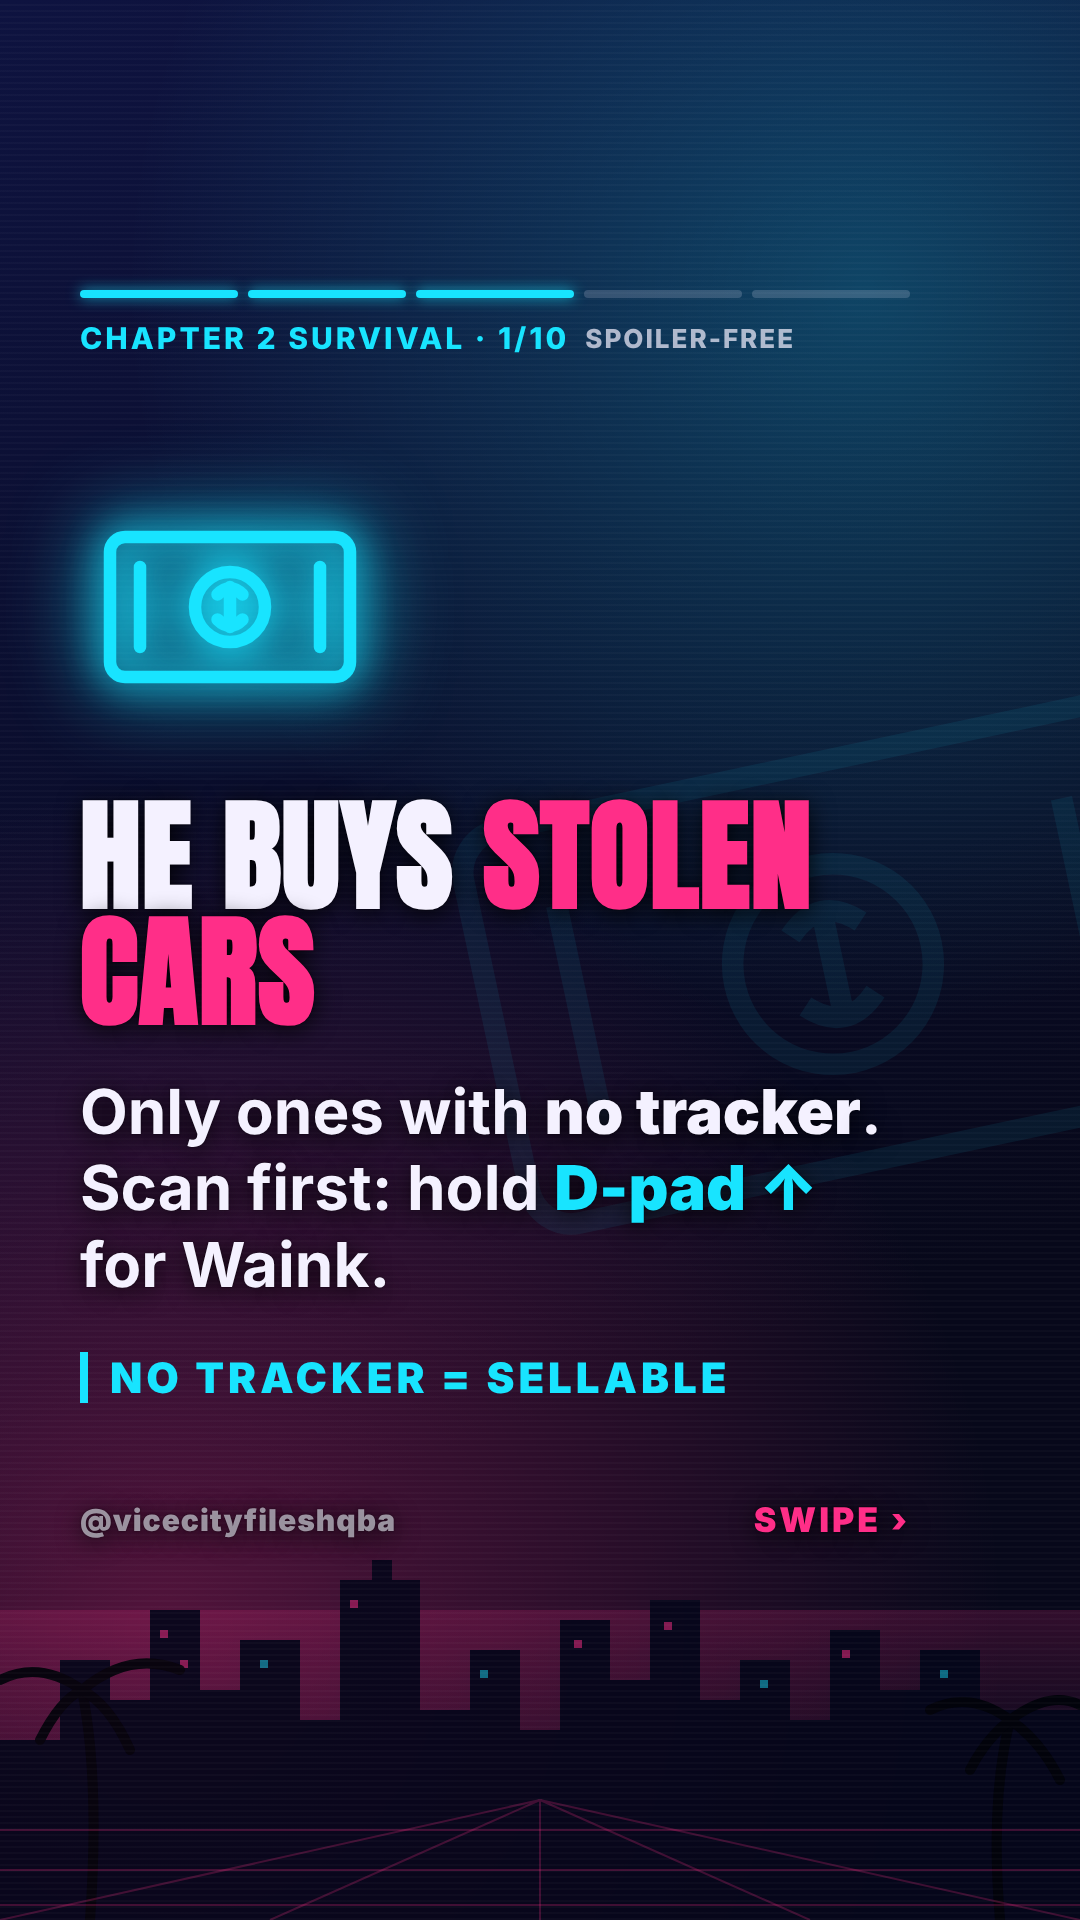 CHAPTER 2 SURVIVAL · 1/10 SPOILER-FREE
HE BUYS STOLEN
CARS
Only ones with no tracker.
Scan first: hold D-pad ↑
for Waink.
NO TRACKER = SELLABLE
@vicecityfileshqba
SWIPE ›